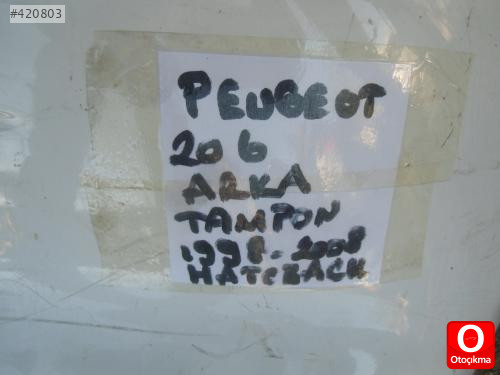 #420803
PEUGEOT
206
ARKA
TAMPON
1998-2008
HATCBACK
O
Otoçıkma